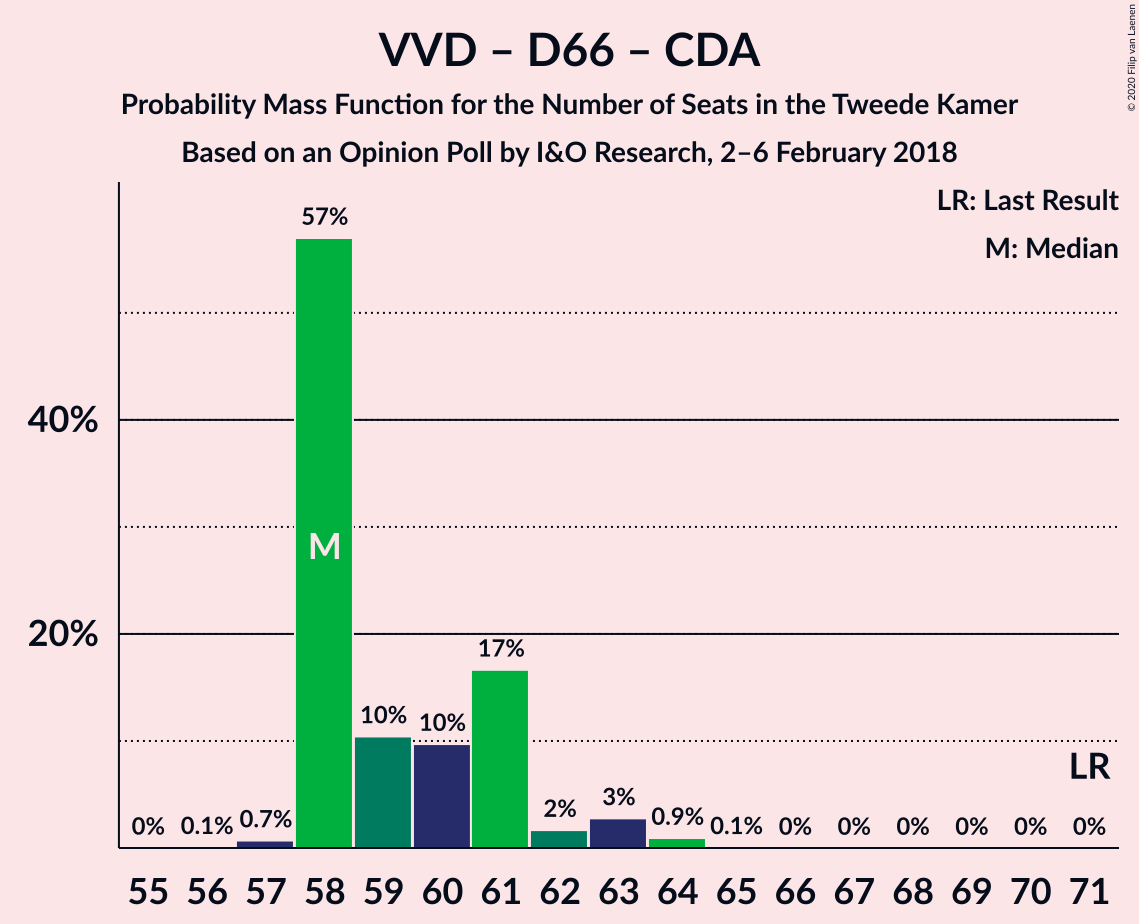 VVD – D66 – CDA
Probability Mass Function for the Number of Seats in the Tweede Kamer
Based on an Opinion Poll by I&O Research, 2–6 February 2018
© 2020 Filip van Laenen
LR: Last Result
M: Median
57%
40%
M
20%
17%
10%
10%
LR
0%
0.1%
0.7%
2%
3%
0.9%
0.1%
0%
0%
0%
0%
0%
0%
55 56 57 58 59 60 61 62 63 64 65 66 67 68 69 70 71